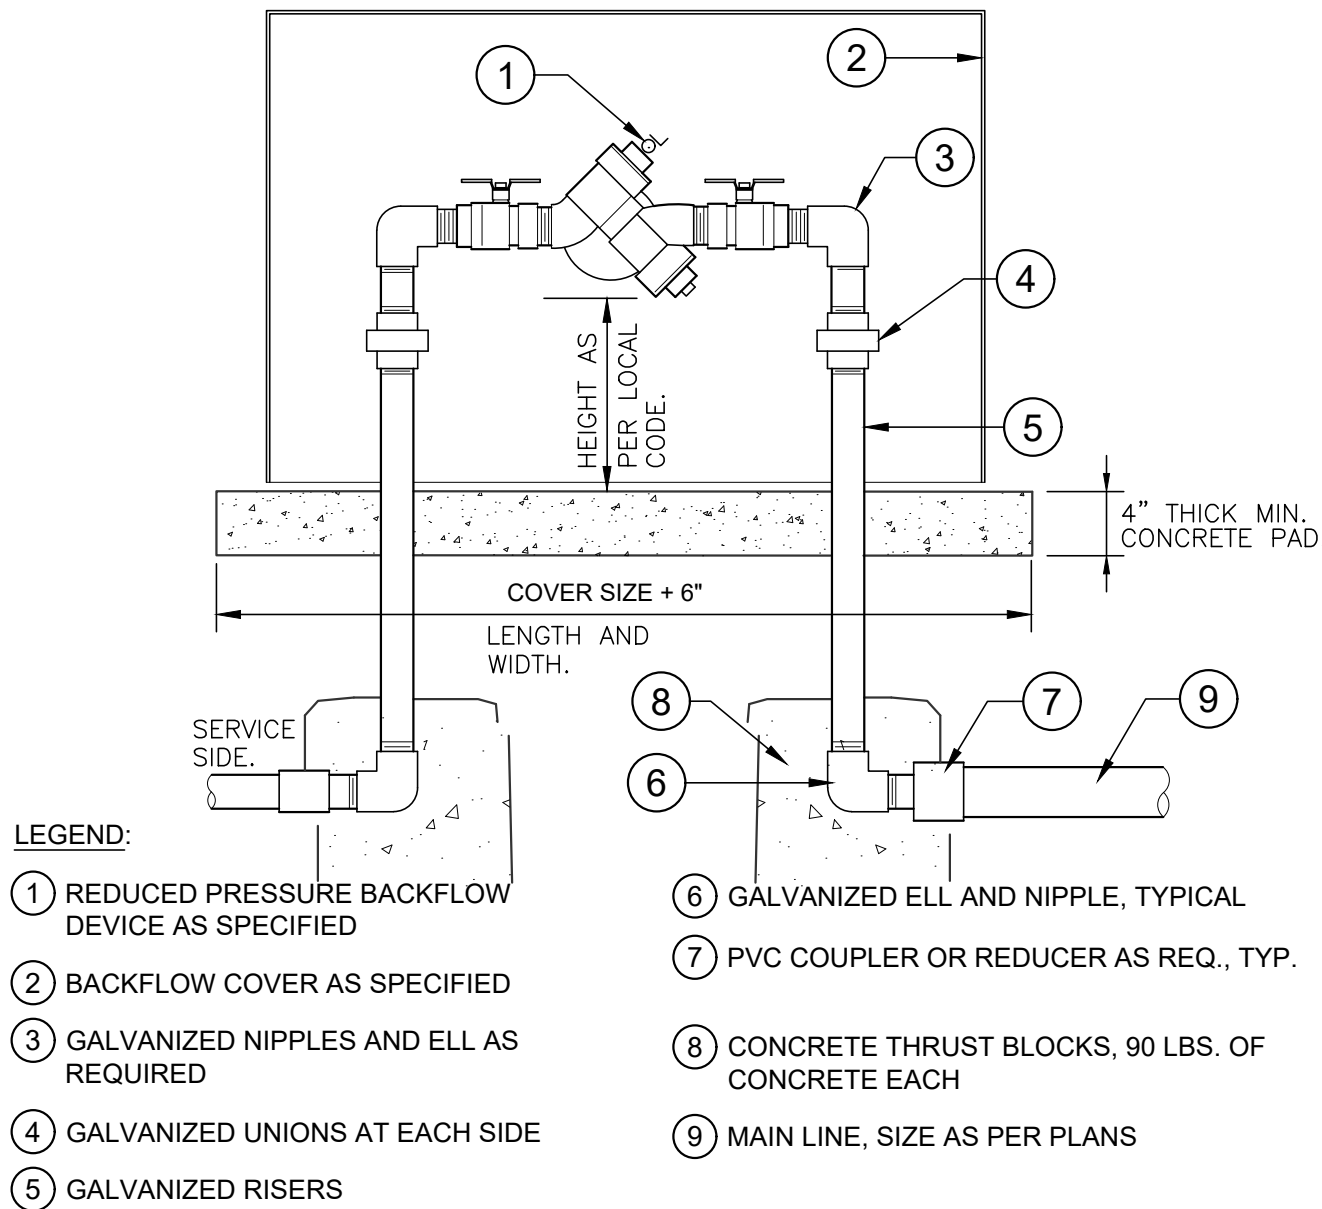 1
2
3
4
HEIGHT AS
PER LOCAL
CODE.
5
4” THICK MIN.
CONCRETE PAD
COVER SIZE + 6"
LENGTH AND
WIDTH.
8
7
9
SERVICE
SIDE.
6
LEGEND:
1 REDUCED PRESSURE BACKFLOW
DEVICE AS SPECIFIED
2 BACKFLOW COVER AS SPECIFIED
3 GALVANIZED NIPPLES AND ELL AS
REQUIRED
4 GALVANIZED UNIONS AT EACH SIDE
5 GALVANIZED RISERS
6 GALVANIZED ELL AND NIPPLE, TYPICAL
7 PVC COUPLER OR REDUCER AS REQ., TYP.
8 CONCRETE THRUST BLOCKS, 90 LBS. OF
CONCRETE EACH
9 MAIN LINE, SIZE AS PER PLANS